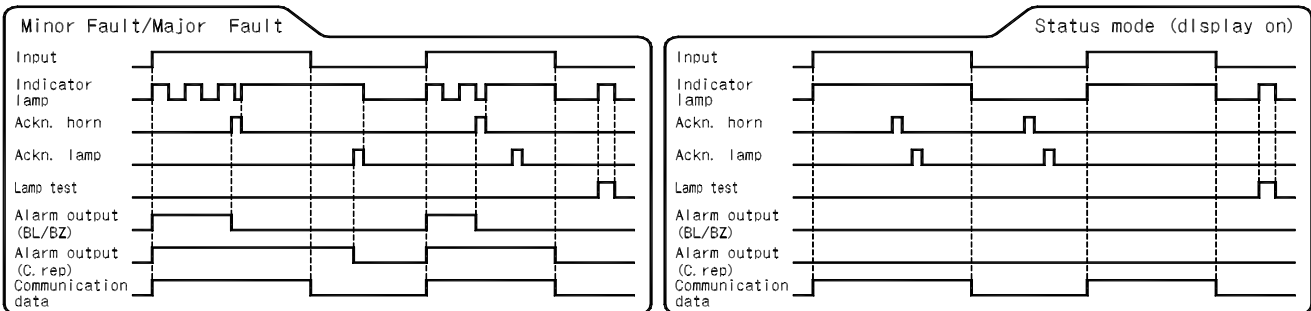 Minor Fault/Major Fault
Input
Indicator
lamp
Ackn. horn
Ackn. lamp
Lamp test
Alarm output
(BL/BZ)
Alarm output
(C.rep)
Communication
data
Status mode (display on)
Input
Indicator
lamp
Ackn. horn
Ackn. lamp
Lamp test
Alarm output
(BL/BZ)
Alarm output
(C.rep)
Communication
data